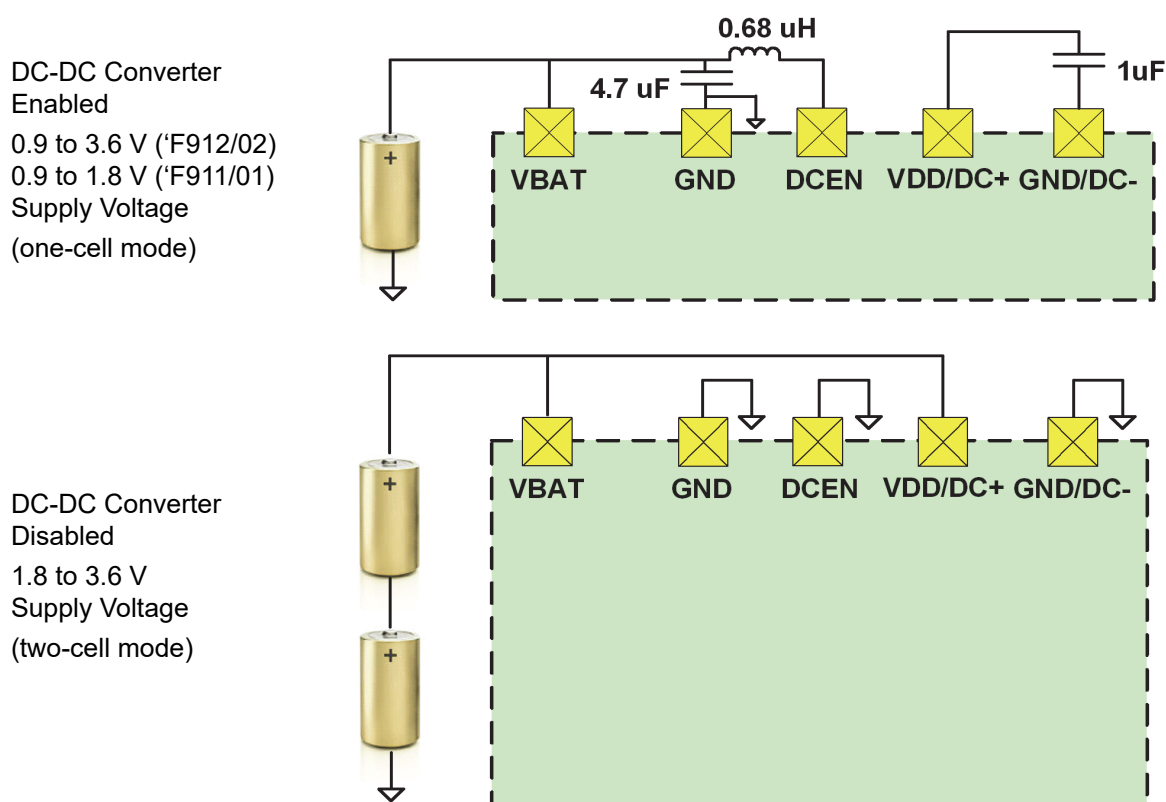 DC-DC Converter
Enabled
0.9 to 3.6 V (‘F912/02)
0.9 to 1.8 V (‘F911/01)
Supply Voltage
(one-cell mode)
+
0.68 uH
4.7 uF
1uF
VBAT GND DCEN VDD/DC+ GND/DC-
DC-DC Converter
Disabled
1.8 to 3.6 V
Supply Voltage
(two-cell mode)
+
+
VBAT GND DCEN VDD/DC+ GND/DC-